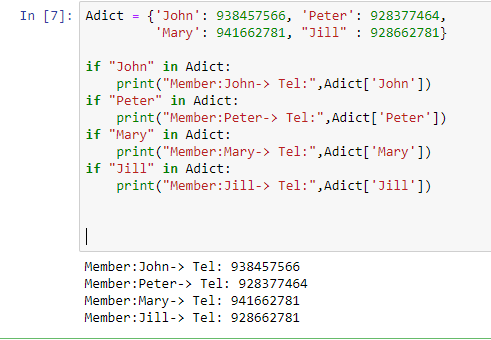 In [7]: Adict = {'John': 938457566, 'Peter': 928377464,
'Mary': 941662781, "Jill" : 928662781}
if "John" in Adict:
print("Member:John-> Tel:",Adict['John'])
if "Peter" in Adict:
print("Member:Peter-> Tel:",Adict['Peter'])
if "Mary" in Adict:
print("Member:Mary-> Tel:",Adict['Mary'])
if "Jill" in Adict:
print("Member:Jill-> Tel:",Adict['Jill'])
Member:John-> Tel: 938457566
Member:Peter-> Tel: 928377464
Member:Mary-> Tel: 941662781
Member:Jill-> Tel: 928662781